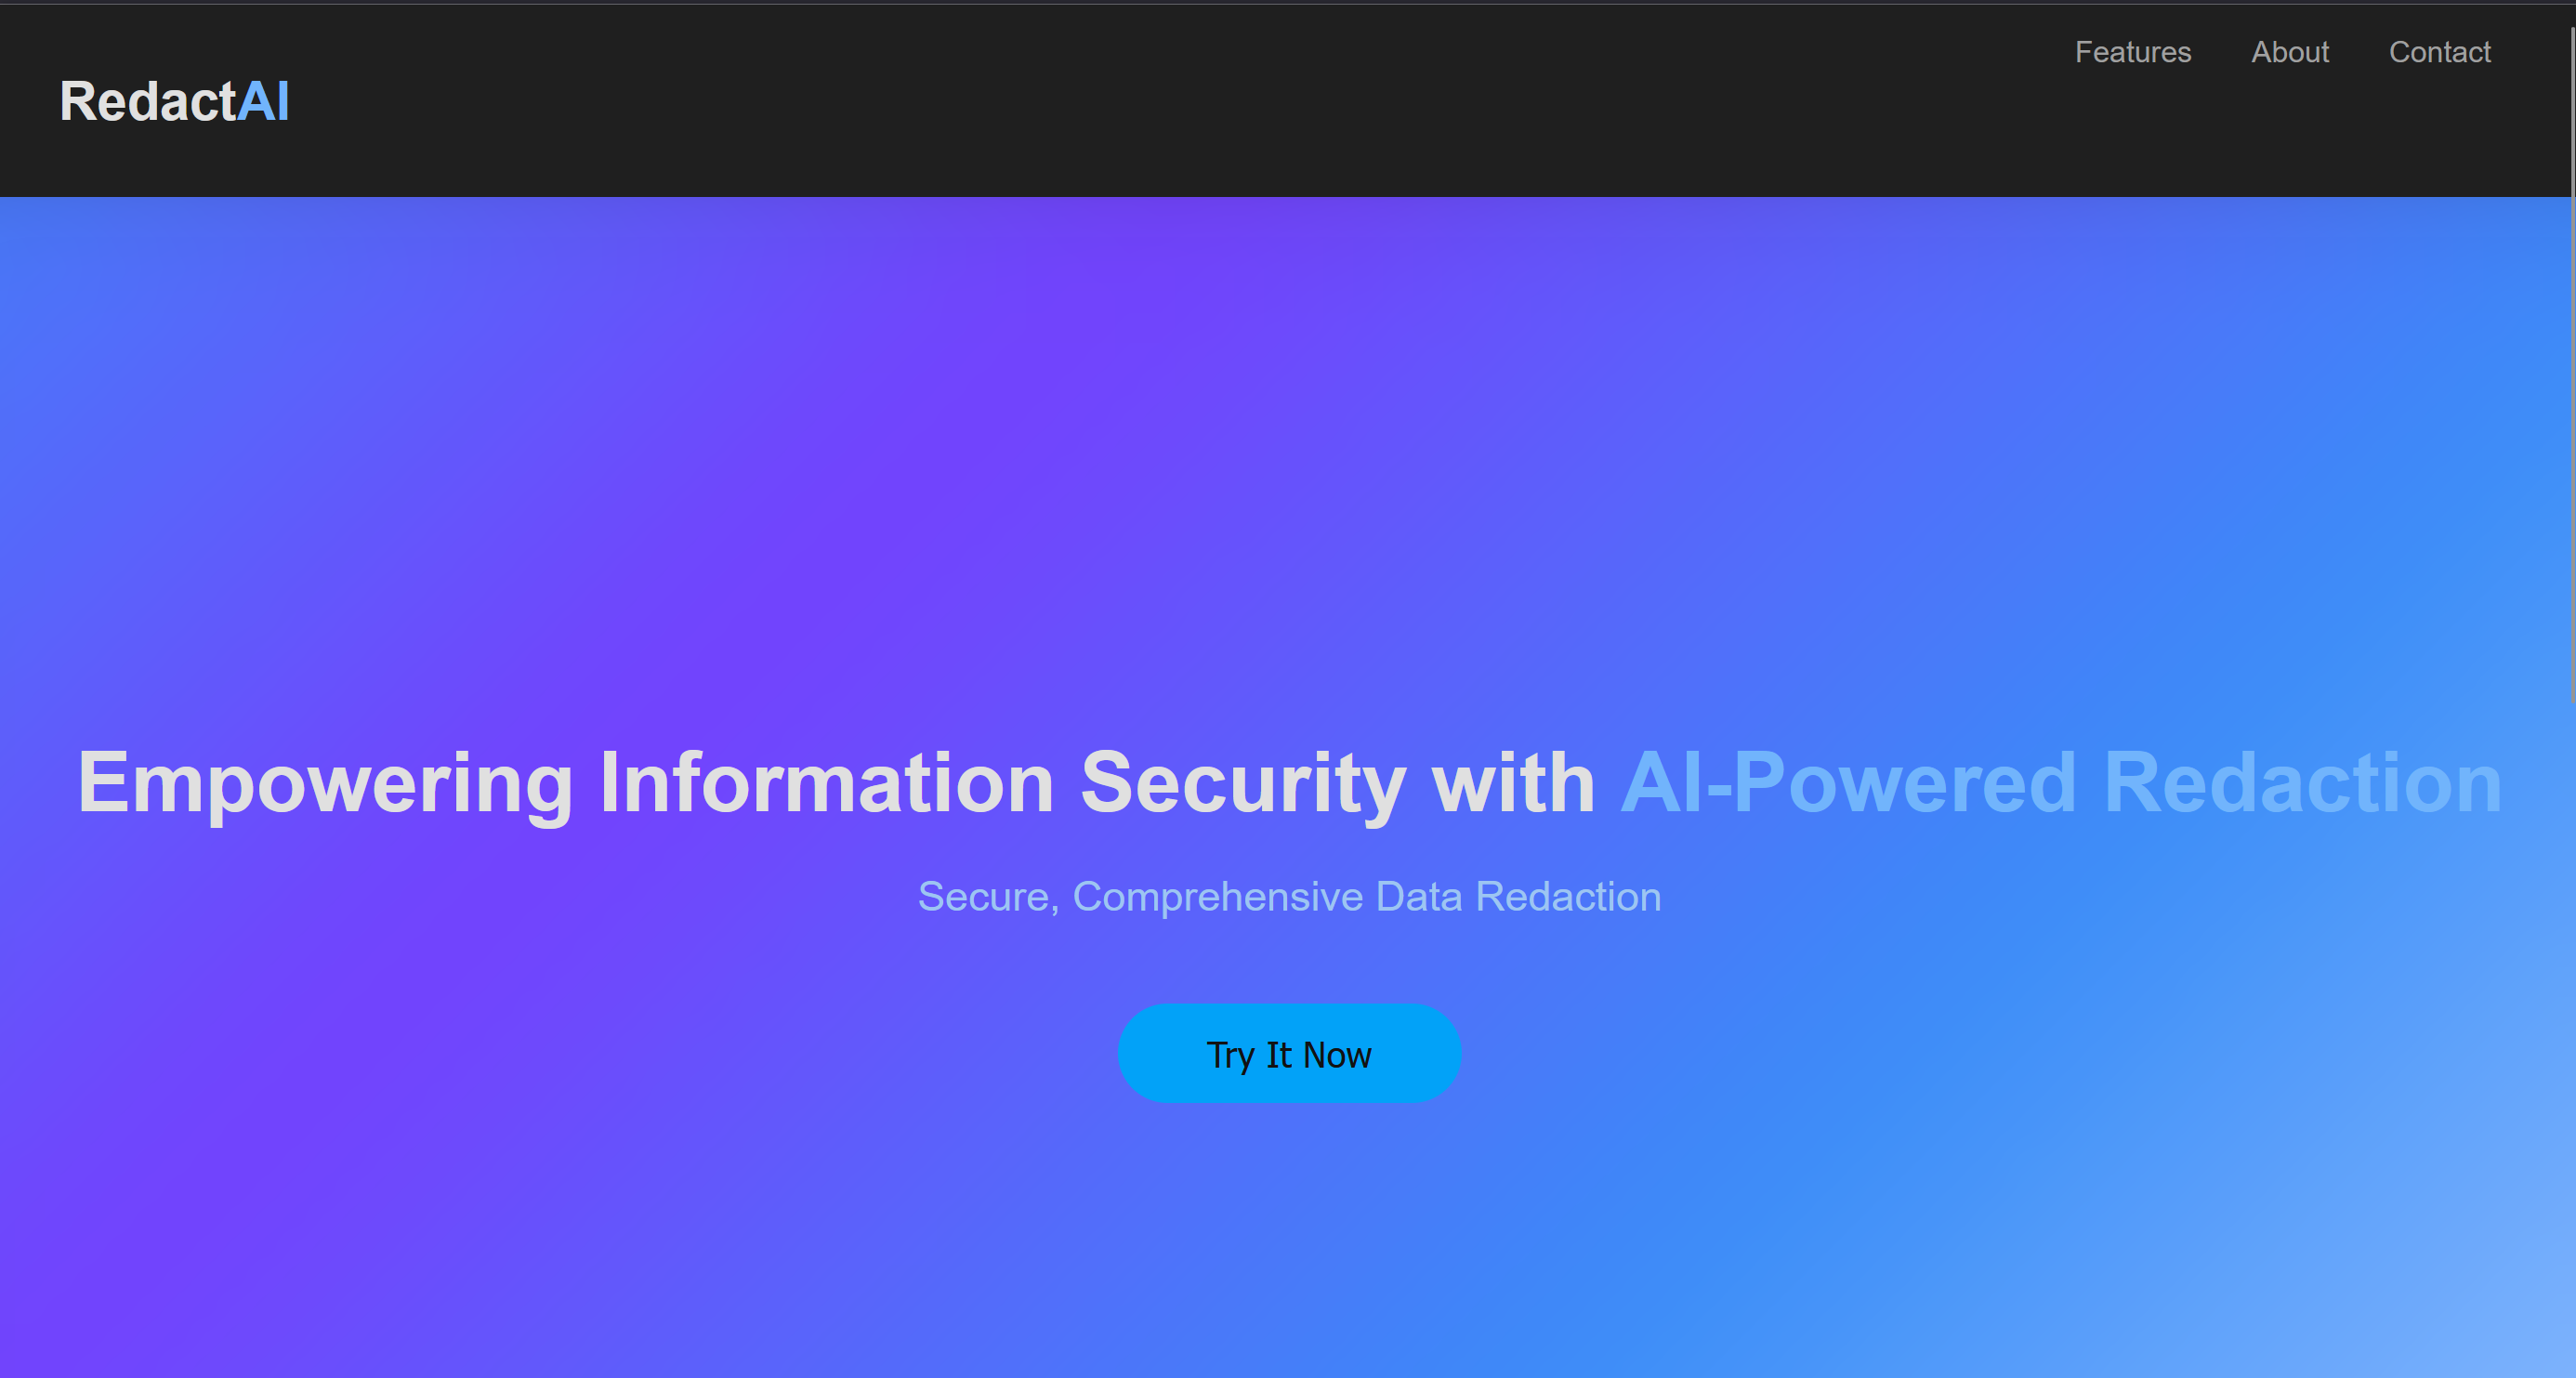 Features About Contact
RedactAI
Empowering Information Security with AI-Powered Redaction
Secure, Comprehensive Data Redaction
Try It Now